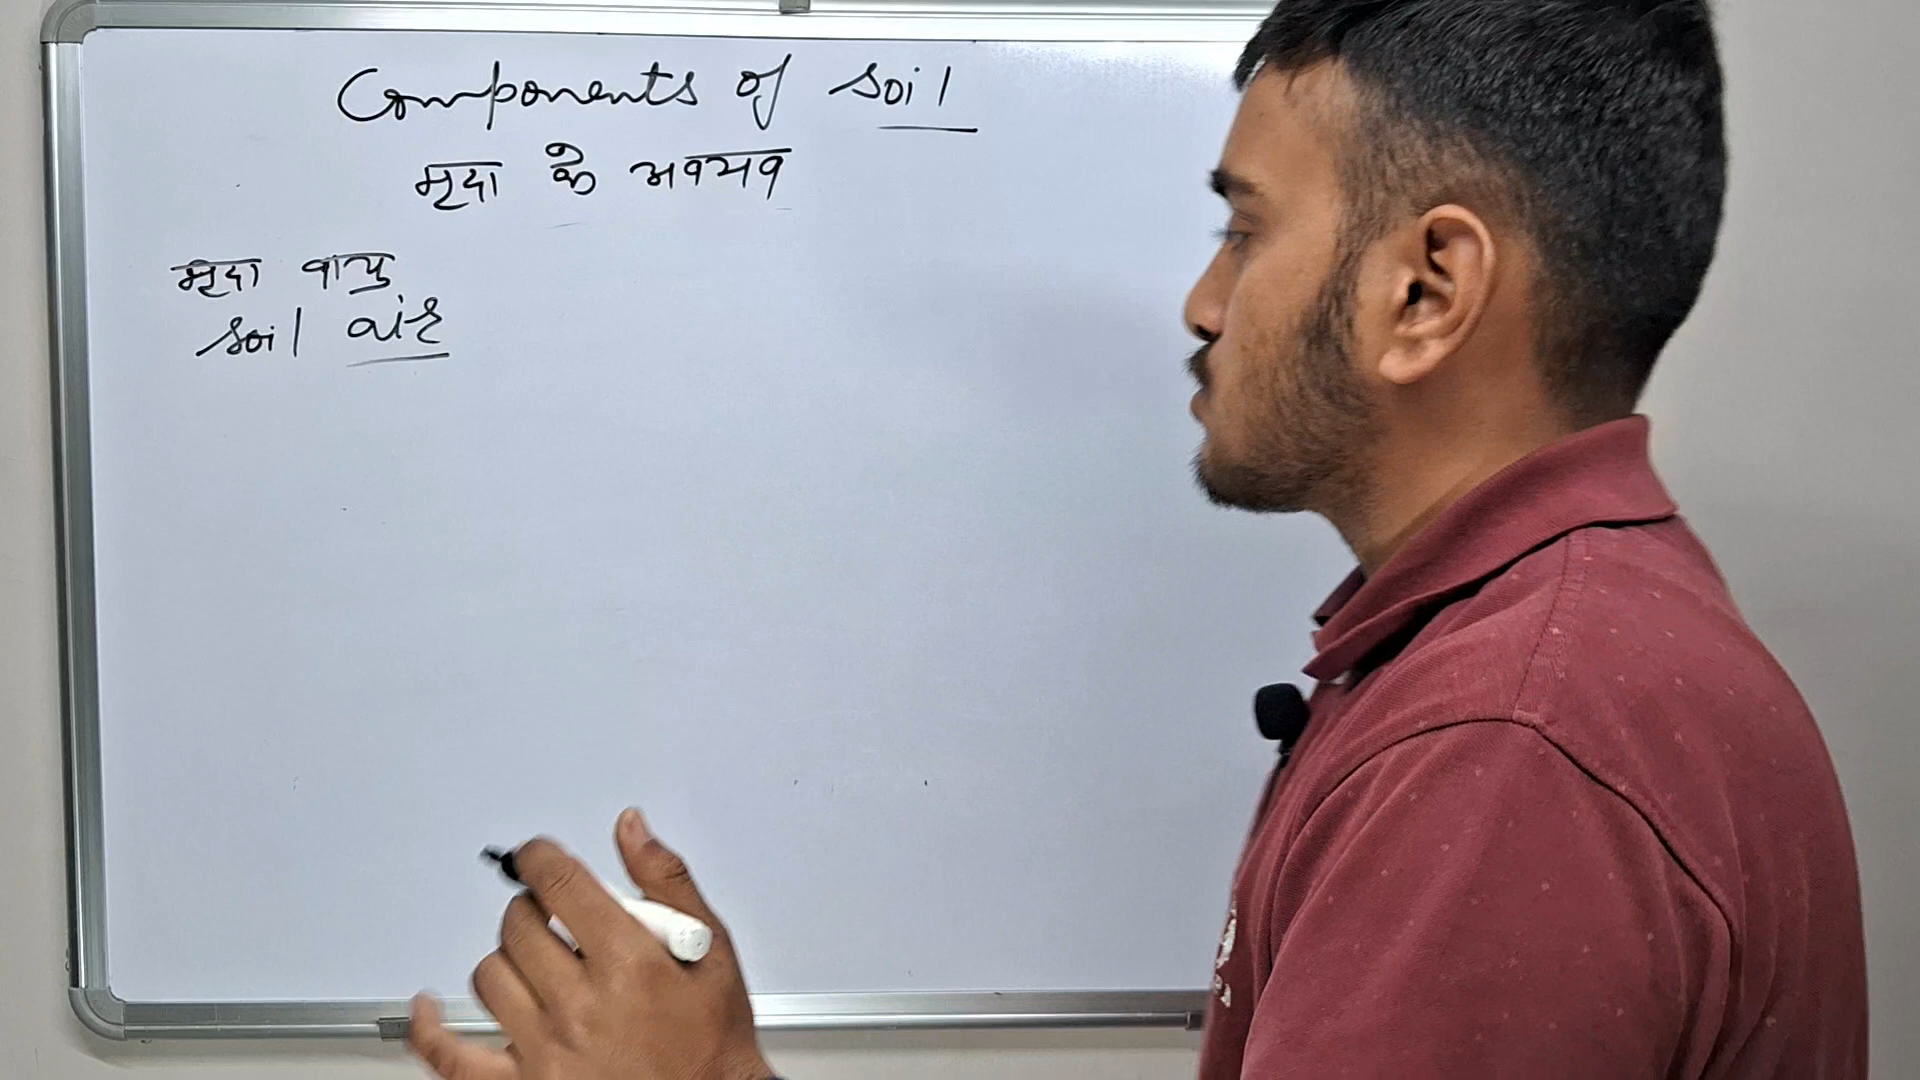 Components of soil
मृदा के अवयव
मृदा वायु
soil air